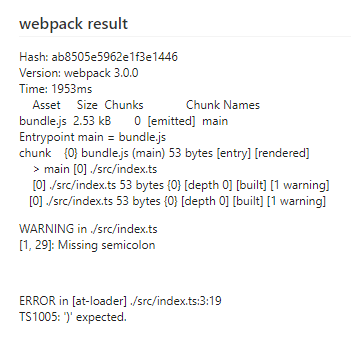 webpack result
Hash: ab8505e5962e1f3e1446
Version: webpack 3.0.0
Time: 1953ms
Asset Size Chunks Chunk Names
bundle.js 2.53 kB 0 [emitted] main
Entrypoint main = bundle.js
chunk {0} bundle.js (main) 53 bytes [entry] [rendered]
> main [0] ./src/index.ts
[0] ./src/index.ts 53 bytes {0} [depth 0] [built] [1 warning]
[0] ./src/index.ts 53 bytes {0} [depth 0] [built] [1 warning]
WARNING in ./src/index.ts
[1, 29]: Missing semicolon
ERROR in [at-loader] ./src/index.ts:3:19
TS1005: ')' expected.